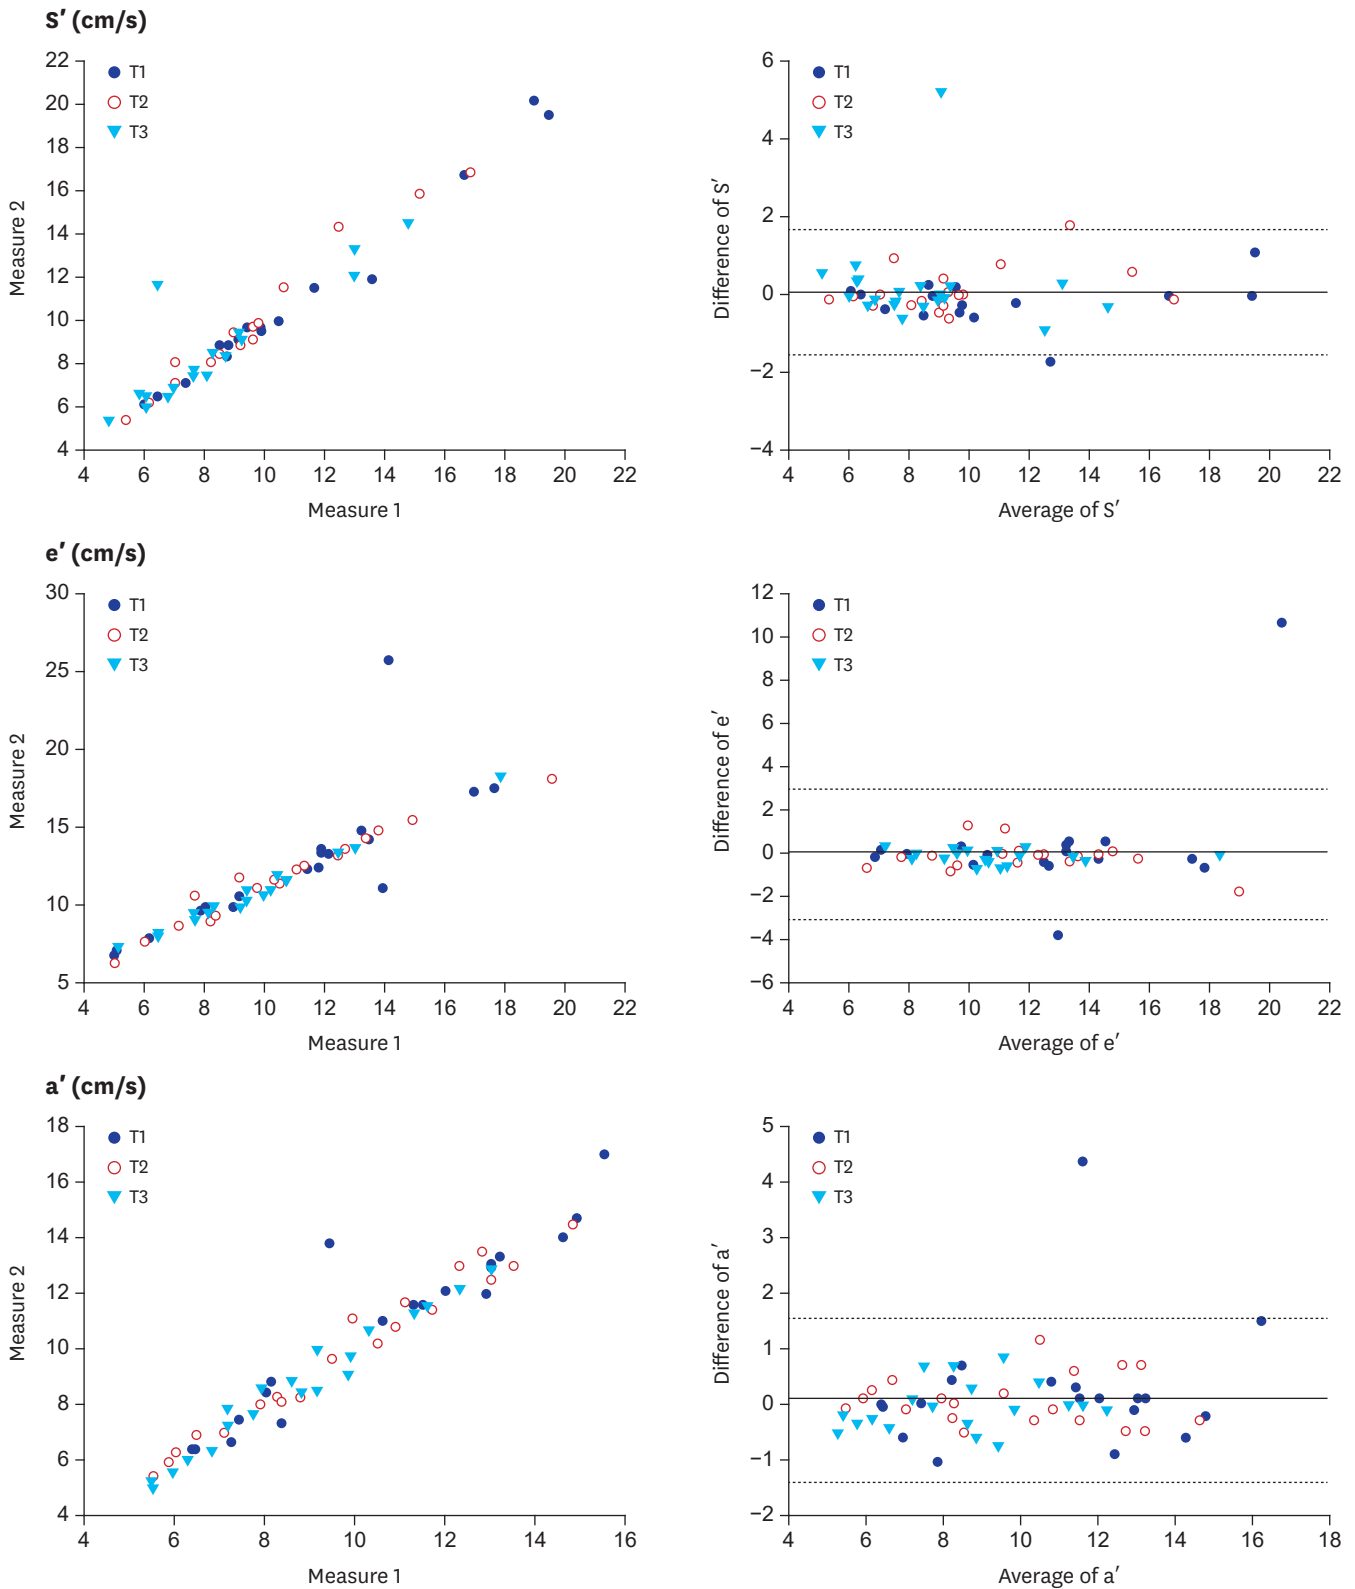 S′ (cm/s)
22
20
18
16
14
12
10
8
6
4
Measure 2
T1
T2
T3
4 6 8 10 12 14 16 18 20 22
Measure 1
6
4
2
0
−2
−4
Difference of S′
T1
T2
T3
4 6 8 10 12 14 16 18 20 22
Average of S′
e′ (cm/s)
30
25
20
15
10
5
Measure 2
T1
T2
T3
4 6 8 10 12 14 16 18 20 22
Measure 1
12
10
8
6
4
2
0
−2
−4
−6
Difference of e′
T1
T2
T3
4 6 8 10 12 14 16 18 20 22
Average of e′
a′ (cm/s)
18
16
14
12
10
8
6
4
Measure 2
T1
T2
T3
4 6 8 10 12 14 16
Measure 1
5
4
3
2
1
0
−1
−2
Difference of a′
T1
T2
T3
4 6 8 10 12 14 16 18
Average of a′